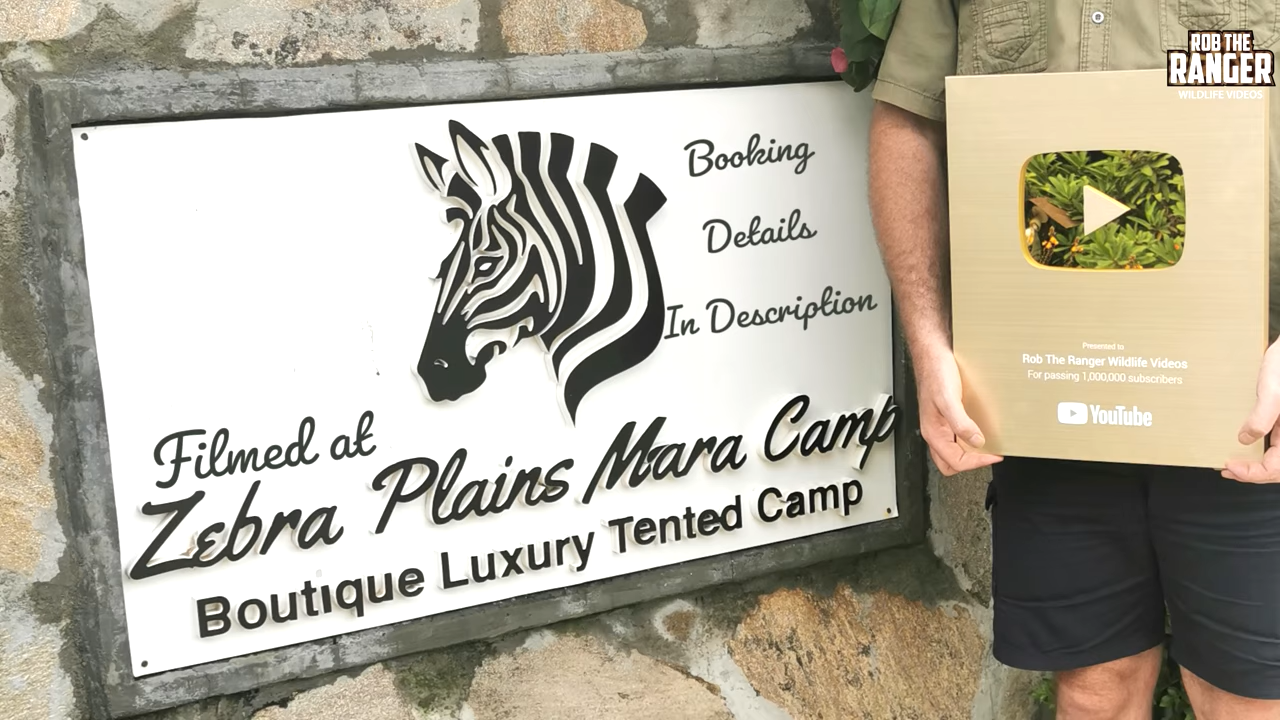 Booking
Details
In Description
Filmed at
Zebra Plains Mara Camp
Boutique Luxury Tented Camp
ROB THE
RANGER
WILDLIFE VIDEOS
Presented to
Rob The Ranger Wildlife Videos
For passing 1,000,000 subscribers
YouTube